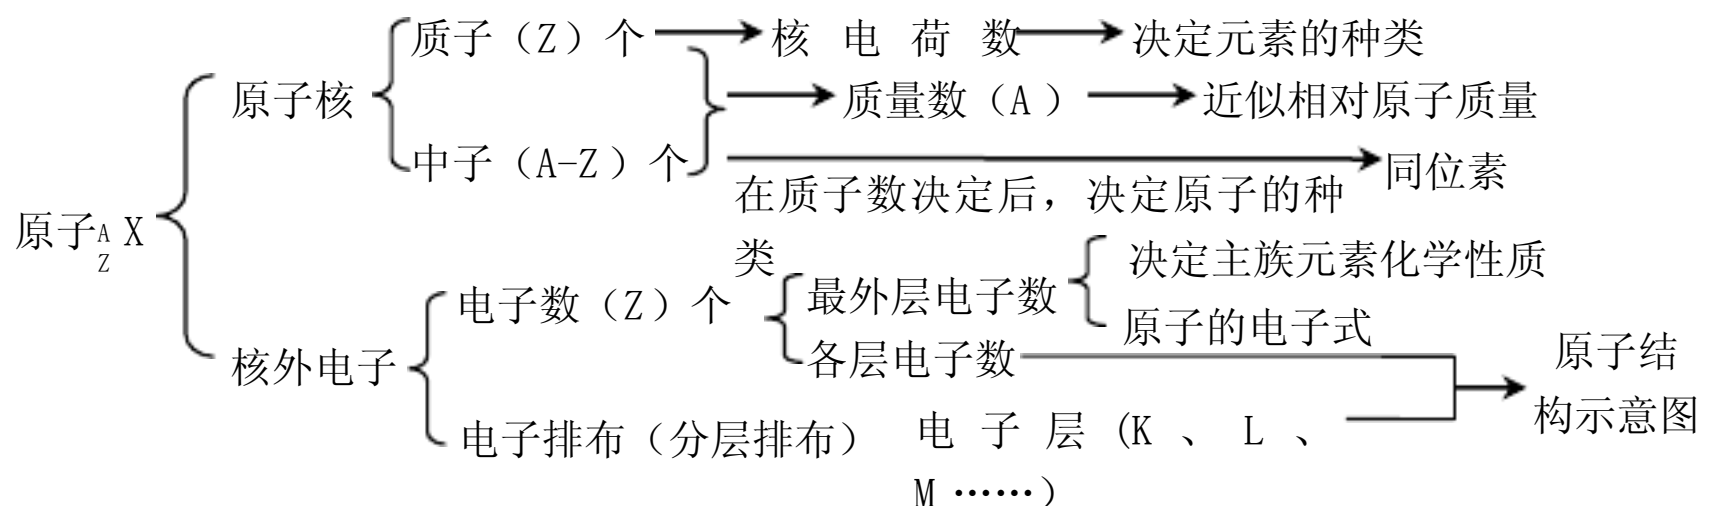 质子（Z）个 核电荷数 决定元素的种类
原子核 质量数（A） 近似相对原子质量
中子（A-Z）个 同位素
在质子数决定后，决定原子的种
类
原子 A Z X
决定主族元素化学性质
电子数（Z）个 最外层电子数
原子的电子式
核外电子 各层电子数 原子结
构示意图
电子排布（分层排布） 电子层（K、L、
M……）